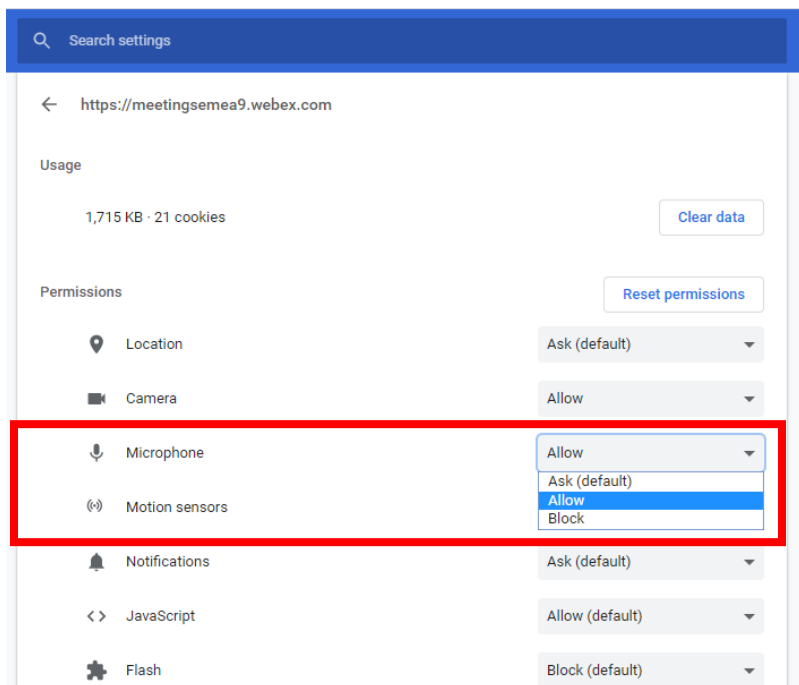 Search settings
https://meetingsemea9.webex.com
Usage
1,715 KB · 21 cookies Clear data
Permissions Reset permissions
Location Ask (default)
Camera Allow
Microphone Allow
Ask (default)
Allow
Motion sensors
Block
Notifications Ask (default)
JavaScript Allow (default)
Flash Block (default)